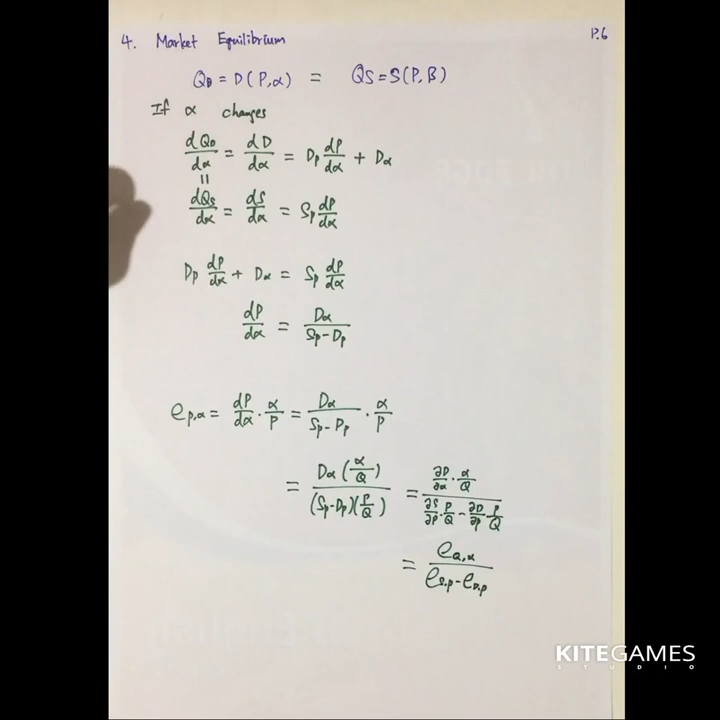 4. Market Equilibrium P.6
Q_D = D(P,α) = Q_S = S(P,β)
If α changes
dQ_D/dα = dD/dα = D_P dP/dα + D_α
||
dQ_S/dα = dS/dα = S_P dP/dα
D_P dP/dα + D_α = S_P dP/dα
dP/dα = D_α/(S_P - D_P)
e_{P,α} = dP/dα · α/P = D_α/(S_P - D_P) · α/P
= D_α(α/Q)/(S_P - D_P)(P/Q) = (∂D/∂α · α/Q)/(∂S/∂P · P/Q - ∂D/∂P · P/Q)
= e_{Q,α}/(e_{S,P} - e_{D,P})
KITEGAMES
STUDIO